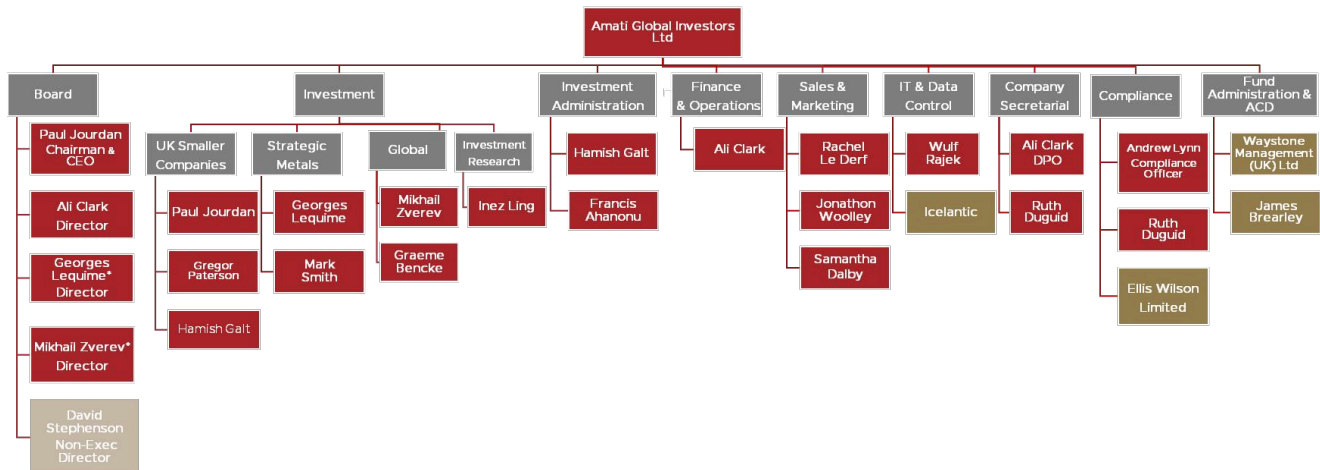 Amati Global Investors
Ltd
Board
Investment
Investment
Administration
Finance
& Operations
Sales &
Marketing
IT & Data
Control
Company
Secretarial
Compliance
Fund
Administration &
ACD
Paul Jourdan
Chairman &
CEO
Ali Clark
Director
Georges
Lequime*
Director
Mikhail Zverev*
Director
David
Stephenson
Non-Exec
Director
UK Smaller
Companies
Paul Jourdan
Gregor
Paterson
Hamish Galt
Strategic
Metals
Georges
Lequime
Mark
Smith
Global
Mikhail
Zverev
Graeme
Bencke
Investment
Research
Inez Ling
Hamish Galt
Francis
Ahanonu
Ali Clark
Rachel
Le Derf
Jonathon
Woolley
Samantha
Dalby
Wulf
Rajek
Icelantic
Ali Clark
DPO
Ruth
Duguid
Andrew Lynn
Compliance
Officer
Ruth
Duguid
Ellis Wilson
Limited
Waystone
Management
(UK) Ltd
James
Brearley